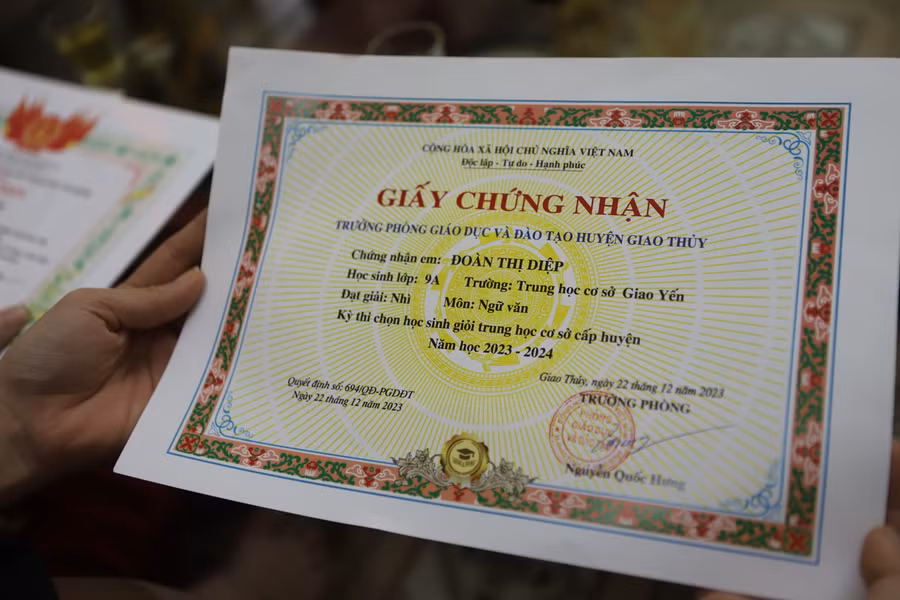 CỘNG HÒA XÃ HỘI CHỦ NGHĨA VIỆT NAM
Độc lập - Tự do - Hạnh phúc
GIẤY CHỨNG NHẬN
TRƯỞNG PHÒNG GIÁO DỤC VÀ ĐÀO TẠO HUYỆN GIAO THỦY
Chứng nhận em: ĐOÀN THỊ DIỆP
Học sinh lớp: 9A Trường: Trung học cơ sở Giao Yến
Đạt giải: Nhì Môn: Ngữ văn
Kỳ thi chọn học sinh giỏi trung học cơ sở cấp huyện
Năm học 2023 - 2024
Quyết định số: 694/QĐ-PGDĐT
Ngày 22 tháng 12 năm 2023
Giao Thủy, ngày 22 tháng 12 năm 2023
TRƯỞNG PHÒNG
PHÒNG
GIÁO DỤC
Nguyễn Quốc Hưng